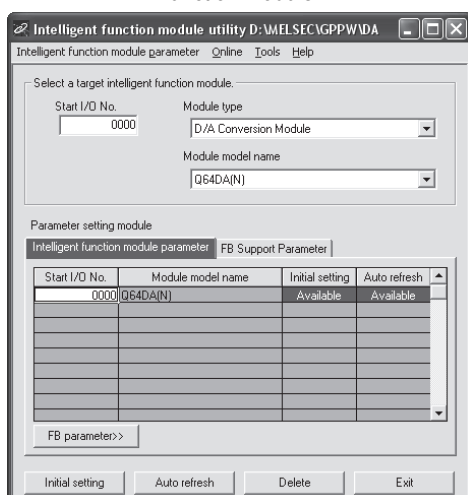 Intelligent function module utility D:\MELSEC\GPPW\DA
Intelligent function module parameter Online Tools Help
Select a target intelligent function module.
Start I/O No. Module type
0000 D/A Conversion Module
Module model name
Q64DA(N)
Parameter setting module
Intelligent function module parameter FB Support Parameter
Start I/O No. Module model name Initial setting Auto refresh
0000 Q64DA(N) Available Available
FB parameter>>
Initial setting Auto refresh Delete Exit